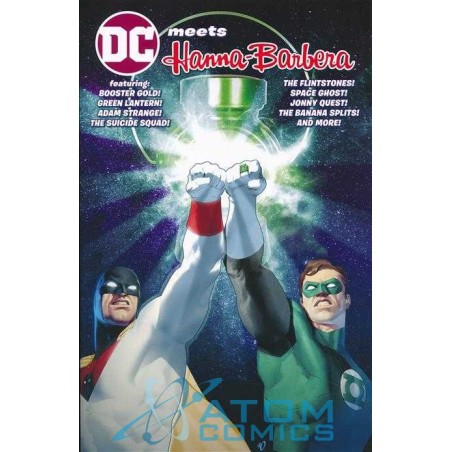 DC
meets
Hanna-Barbera
featuring:
BOOSTER GOLD!
GREEN LANTERN!
ADAM STRANGE!
THE SUICIDE SQUAD!
THE FLINTSTONES!
SPACE GHOST!
JONNY QUEST!
THE BANANA SPLITS!
AND MORE!
ATOM
COMICS